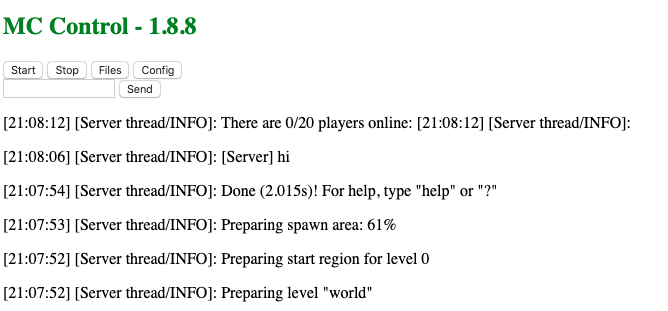 MC Control - 1.8.8
Start Stop Files Config
Send
[21:08:12] [Server thread/INFO]: There are 0/20 players online: [21:08:12] [Server thread/INFO]:
[21:08:06] [Server thread/INFO]: [Server] hi
[21:07:54] [Server thread/INFO]: Done (2.015s)! For help, type "help" or "?"
[21:07:53] [Server thread/INFO]: Preparing spawn area: 61%
[21:07:52] [Server thread/INFO]: Preparing start region for level 0
[21:07:52] [Server thread/INFO]: Preparing level "world"